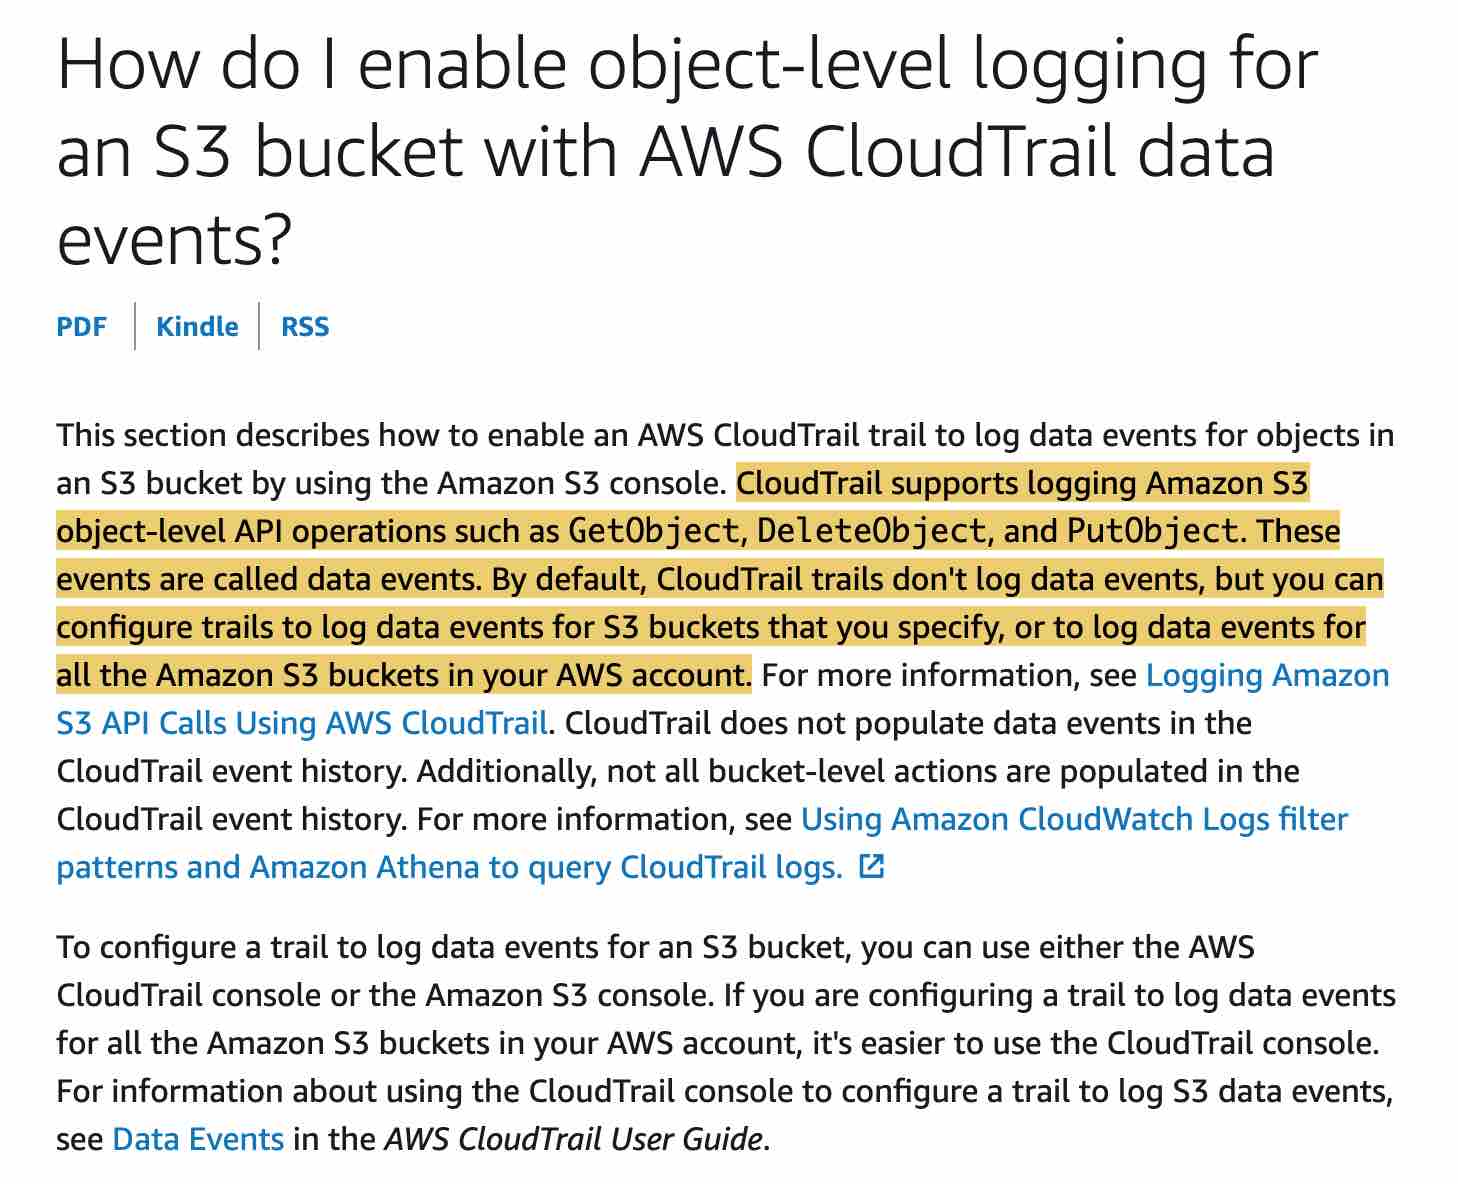 How do I enable object-level logging for
an S3 bucket with AWS CloudTrail data
events?
PDF
Kindle
RSS
This section describes how to enable an AWS CloudTrail trail to log data events for objects in
an S3 bucket by using the Amazon S3 console. CloudTrail supports logging Amazon S3
object-level API operations such as GetObject, DeleteObject, and PutObject. These
events are called data events. By default, CloudTrail trails don't log data events, but you can
configure trails to log data events for S3 buckets that you specify, or to log data events for
all the Amazon S3 buckets in your AWS account. For more information, see Logging Amazon
S3 API Calls Using AWS CloudTrail. CloudTrail does not populate data events in the
CloudTrail event history. Additionally, not all bucket-level actions are populated in the
CloudTrail event history. For more information, see Using Amazon CloudWatch Logs filter
patterns and Amazon Athena to query CloudTrail logs.
To configure a trail to log data events for an S3 bucket, you can use either the AWS
CloudTrail console or the Amazon S3 console. If you are configuring a trail to log data events
for all the Amazon S3 buckets in your AWS account, it's easier to use the CloudTrail console.
For information about using the CloudTrail console to configure a trail to log S3 data events,
see Data Events in the AWS CloudTrail User Guide.